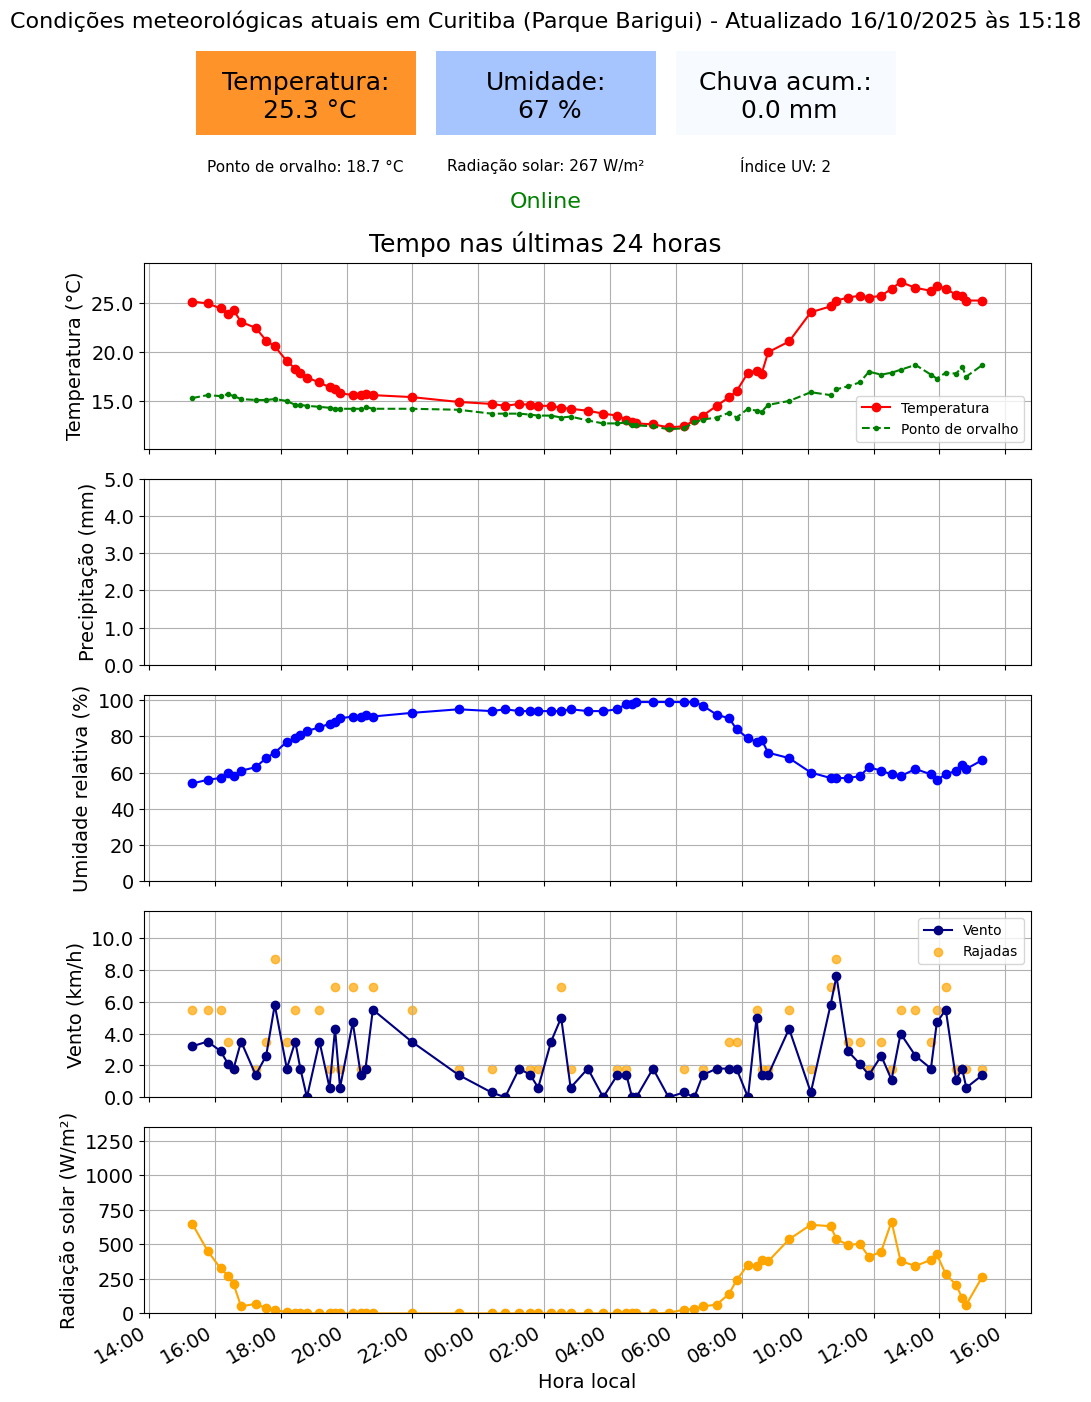 Condições meteorológicas atuais em Curitiba (Parque Barigui) - Atualizado 16/10/2025 às 15:18
Temperatura:
25.3 °C
Umidade:
67 %
Chuva acum.:
0.0 mm
Ponto de orvalho: 18.7 °C
Radiação solar: 267 W/m²
Índice UV: 2
Online
Tempo nas últimas 24 horas
Temperatura (°C)
25.0
20.0
15.0
Temperatura
Ponto de orvalho
Precipitação (mm)
5.0
4.0
3.0
2.0
1.0
0.0
Umidade relativa (%)
100
80
60
40
20
0
Vento (km/h)
10.0
8.0
6.0
4.0
2.0
0.0
Vento
Rajadas
Radiação solar (W/m²)
1250
1000
750
500
250
0
14:00
16:00
18:00
20:00
22:00
00:00
02:00
04:00
06:00
08:00
10:00
12:00
14:00
16:00
Hora local